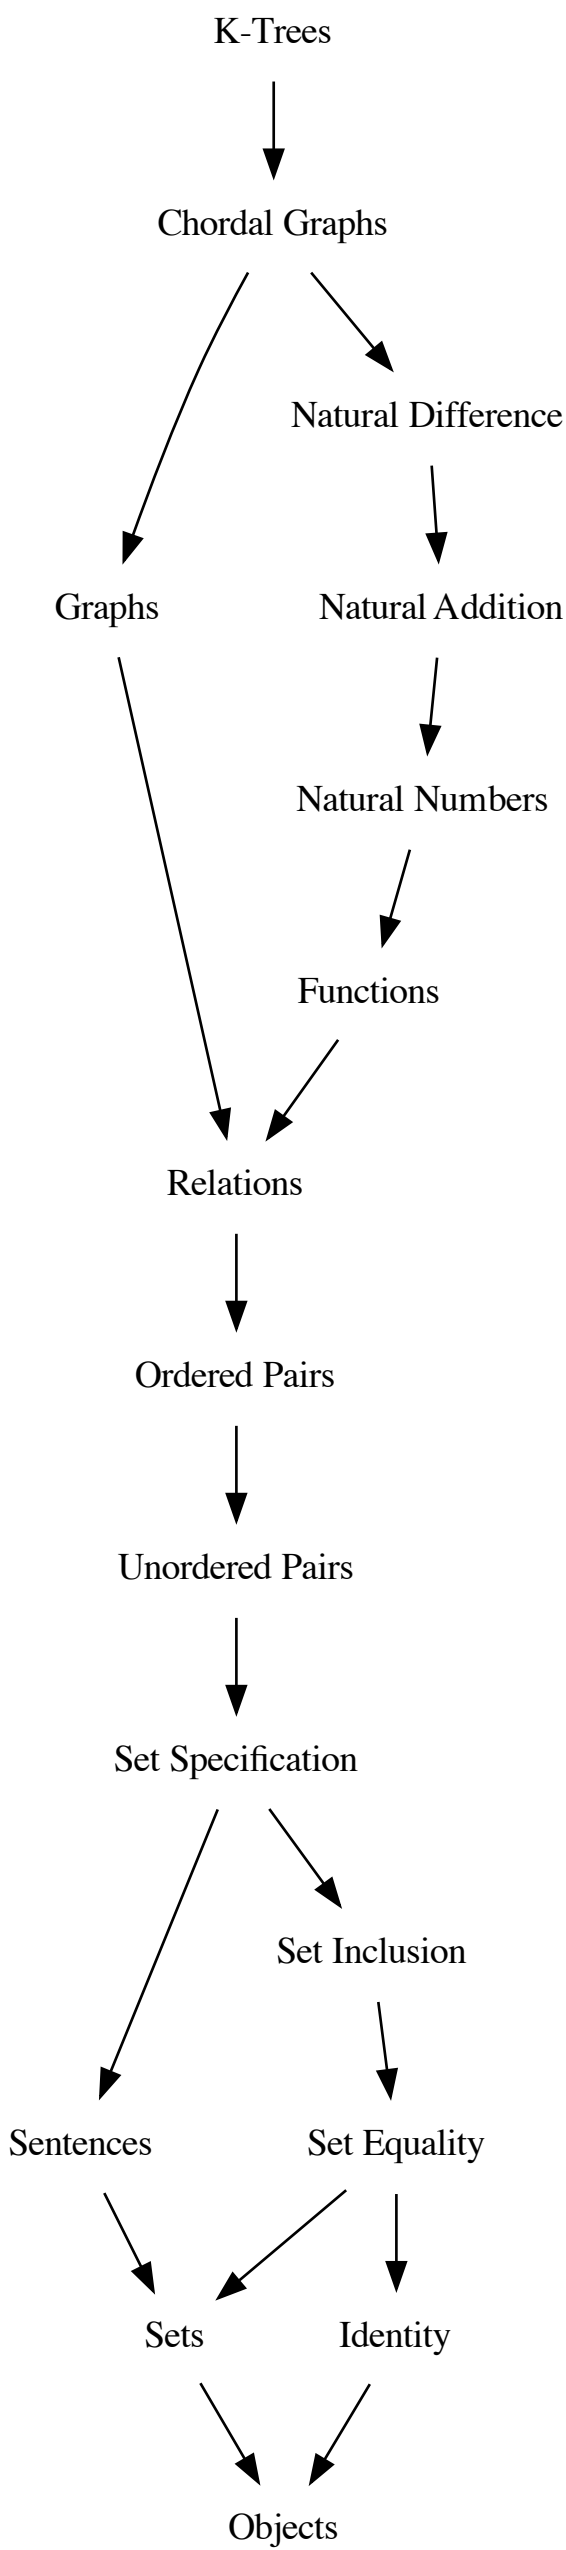 K-Trees
Chordal Graphs
Natural Difference
Graphs
Natural Addition
Natural Numbers
Functions
Relations
Ordered Pairs
Unordered Pairs
Set Specification
Set Inclusion
Sentences
Set Equality
Sets
Identity
Objects